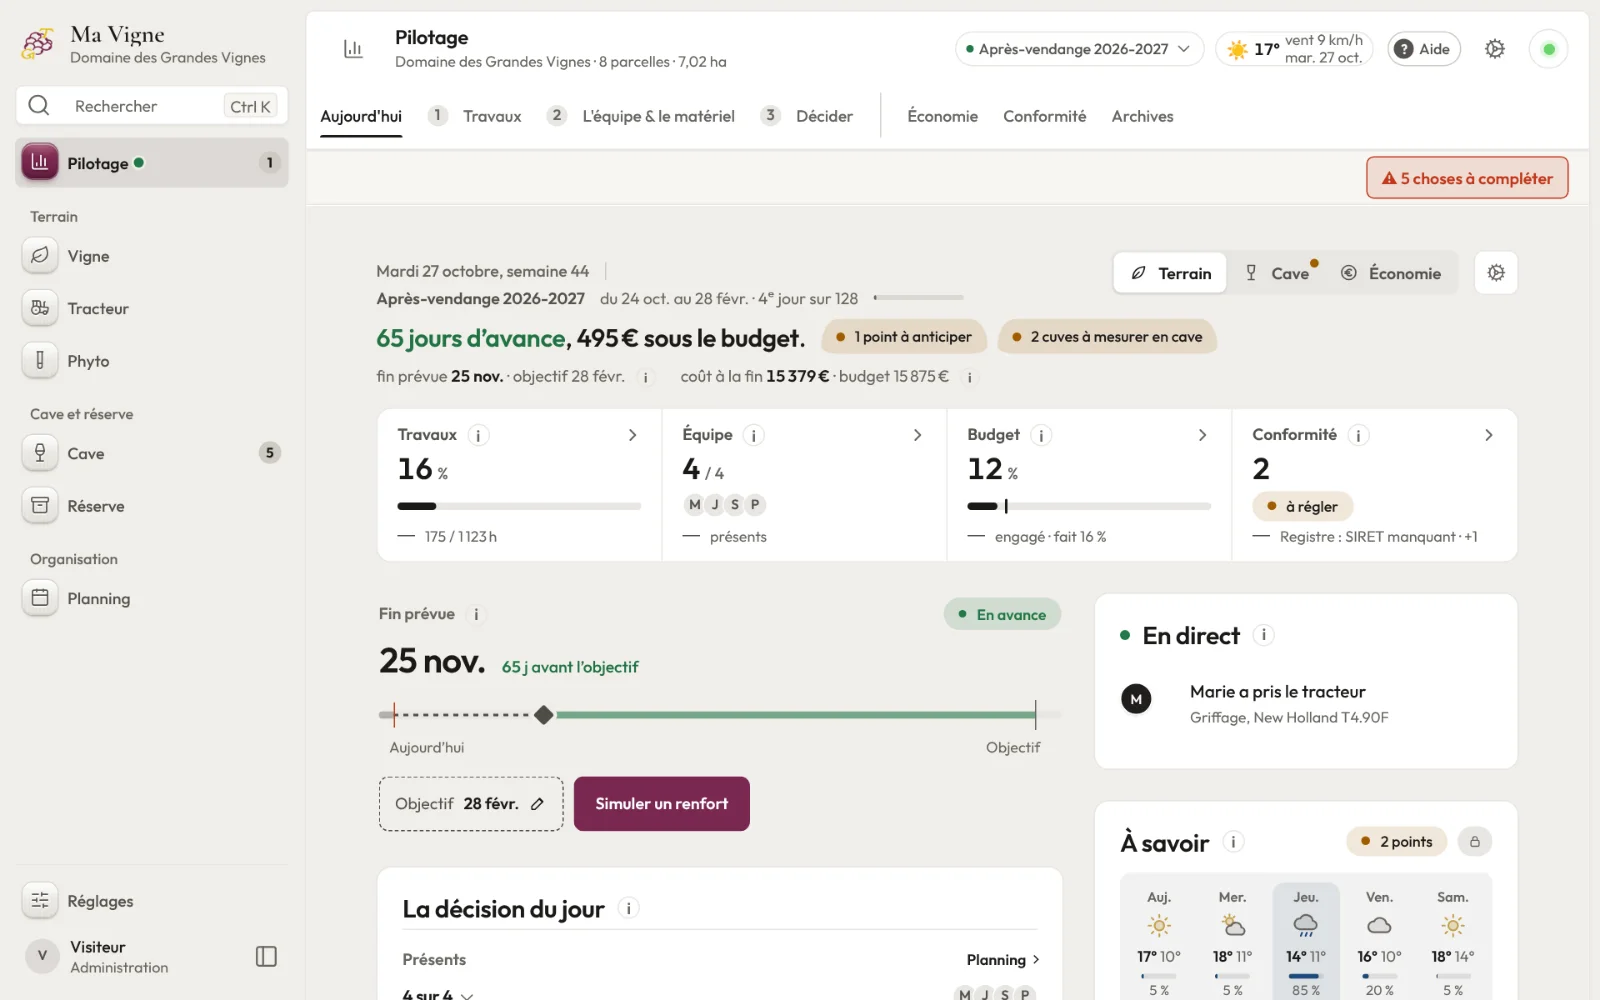 Ma Vigne
Domaine des Grandes Vignes
Rechercher
Ctrl K
Pilotage
1
Terrain
Vigne
Tracteur
Phyto
Cave et réserve
Cave
5
Réserve
Organisation
Planning
Réglages
V
Visiteur
Administration
Pilotage
Domaine des Grandes Vignes · 8 parcelles · 7,02 ha
Après-vendange 2026-2027
17°
vent 9 km/h
mar. 27 oct.
? Aide
Aujourd'hui
1 Travaux
2 L'équipe & le matériel
3 Décider
Économie
Conformité
Archives
5 choses à compléter
Mardi 27 octobre, semaine 44
Après-vendange 2026-2027 du 24 oct. au 28 févr. · 4e jour sur 128
Terrain
Cave
Économie
65 jours d’avance, 495 € sous le budget.
1 point à anticiper
2 cuves à mesurer en cave
fin prévue 25 nov. · objectif 28 févr. i
coût à la fin 15 379 € · budget 15 875 € i
Travaux i
16 %
175 / 1 123 h
Équipe i
4 / 4
M J S P
présents
Budget i
12 %
engagé · fait 16 %
Conformité i
2
à régler
Registre : SIRET manquant · +1
Fin prévue i
En avance
25 nov. 65 j avant l’objectif
Aujourd'hui
Objectif
Objectif 28 févr.
Simuler un renfort
La décision du jour i
Présents
Planning
4 sur 4
M J S P
En direct i
M
Marie a pris le tracteur
Griffage, New Holland T4.90F
À savoir i
2 points
Auj. Mer. Jeu. Ven. Sam.
17° 10° 18° 11° 14° 11° 16° 10° 18° 14°
5 % 5 % 85 % 20 % 5 %